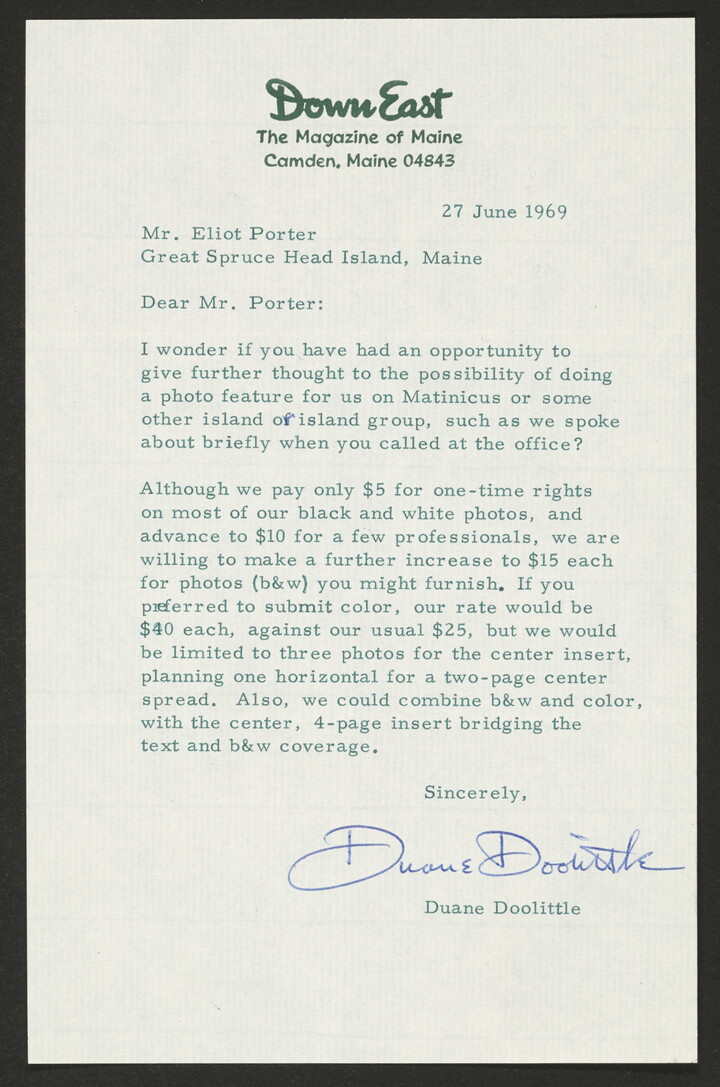 Down East
The Magazine of Maine
Camden, Maine 04843
27 June 1969
Mr. Eliot Porter
Great Spruce Head Island, Maine
Dear Mr. Porter:
I wonder if you have had an opportunity to
give further thought to the possibility of doing
a photo feature for us on Matinicus or some
other island or island group, such as we spoke
about briefly when you called at the office?
Although we pay only $5 for one-time rights
on most of our black and white photos, and
advance to $10 for a few professionals, we are
willing to make a further increase to $15 each
for photos (b&w) you might furnish. If you
preferred to submit color, our rate would be
$40 each, against our usual $25, but we would
be limited to three photos for the center insert,
planning one horizontal for a two-page center
spread. Also, we could combine b&w and color,
with the center, 4-page insert bridging the
text and b&w coverage.
Sincerely,
Duane Doolittle
Duane Doolittle